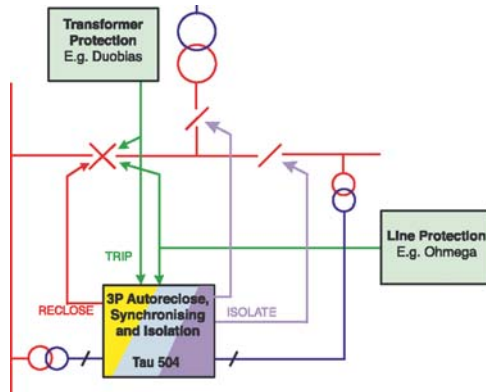 Transformer
Protection
E.g. Duobias
Line Protection
E.g. Ohmega
TRIP
RECLOSE
3P Autoreclose,
Synchronising
and Isolation
Tau 504
ISOLATE